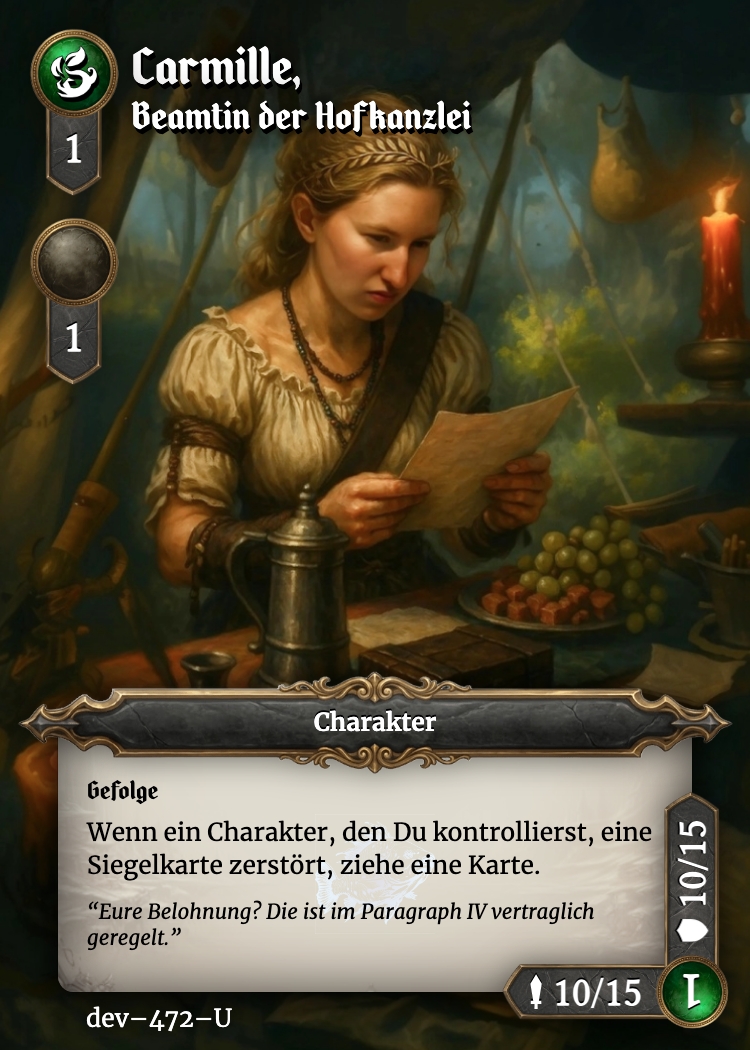 Carmille,
Beamtin der Hofkanzlei
1
1
Charakter
Gefolge
Wenn ein Charakter, den Du kontrollierst, eine
Siegelkarte zerstört, ziehe eine Karte.
“Eure Belohnung? Die ist im Paragraph IV vertraglich
geregelt.”
10/15
10/15
1
dev–472–U